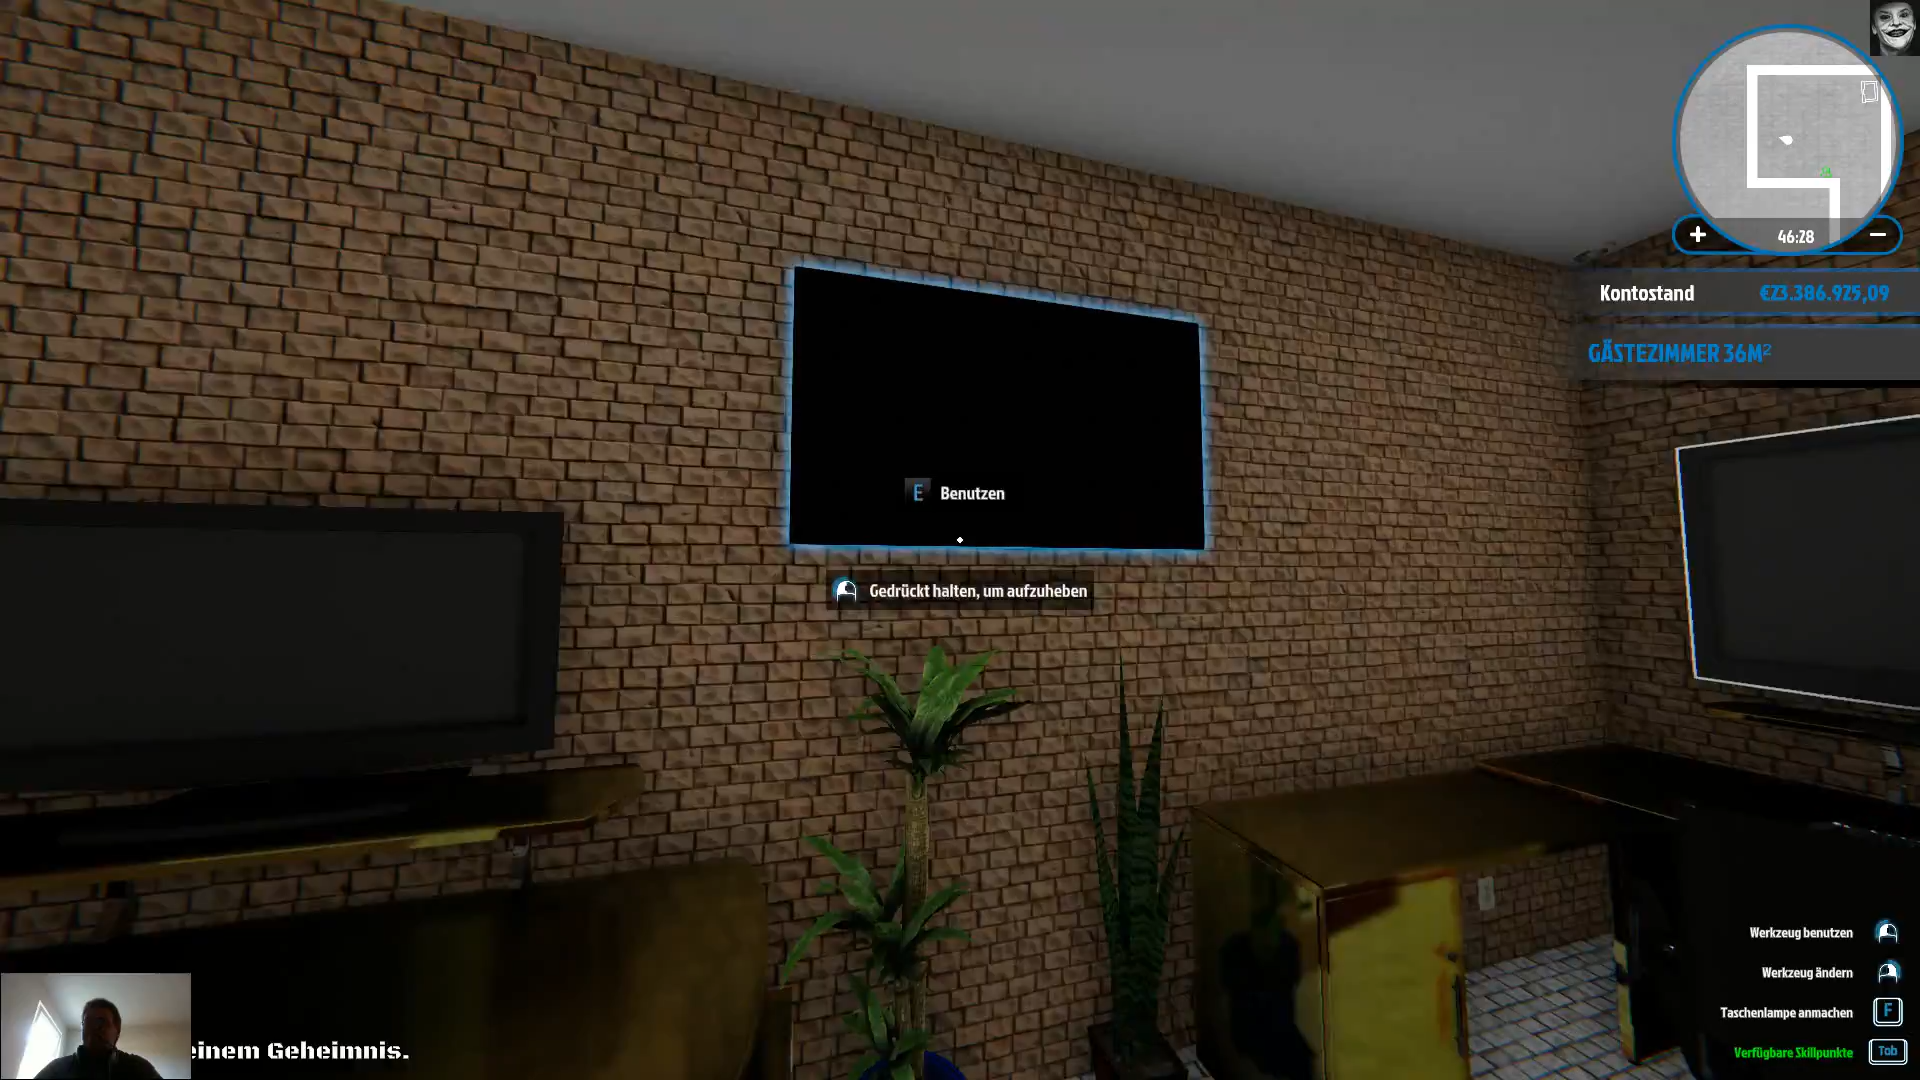 + 46:28 −
Kontostand €23.386.925,09
GÄSTEZIMMER 36M²
E Benutzen
Gedrückt halten, um aufzuheben
Werkzeug benutzen
Werkzeug ändern
Taschenlampe anmachen F
Verfügbare Skillpunkte Tab
einem Geheimnis.